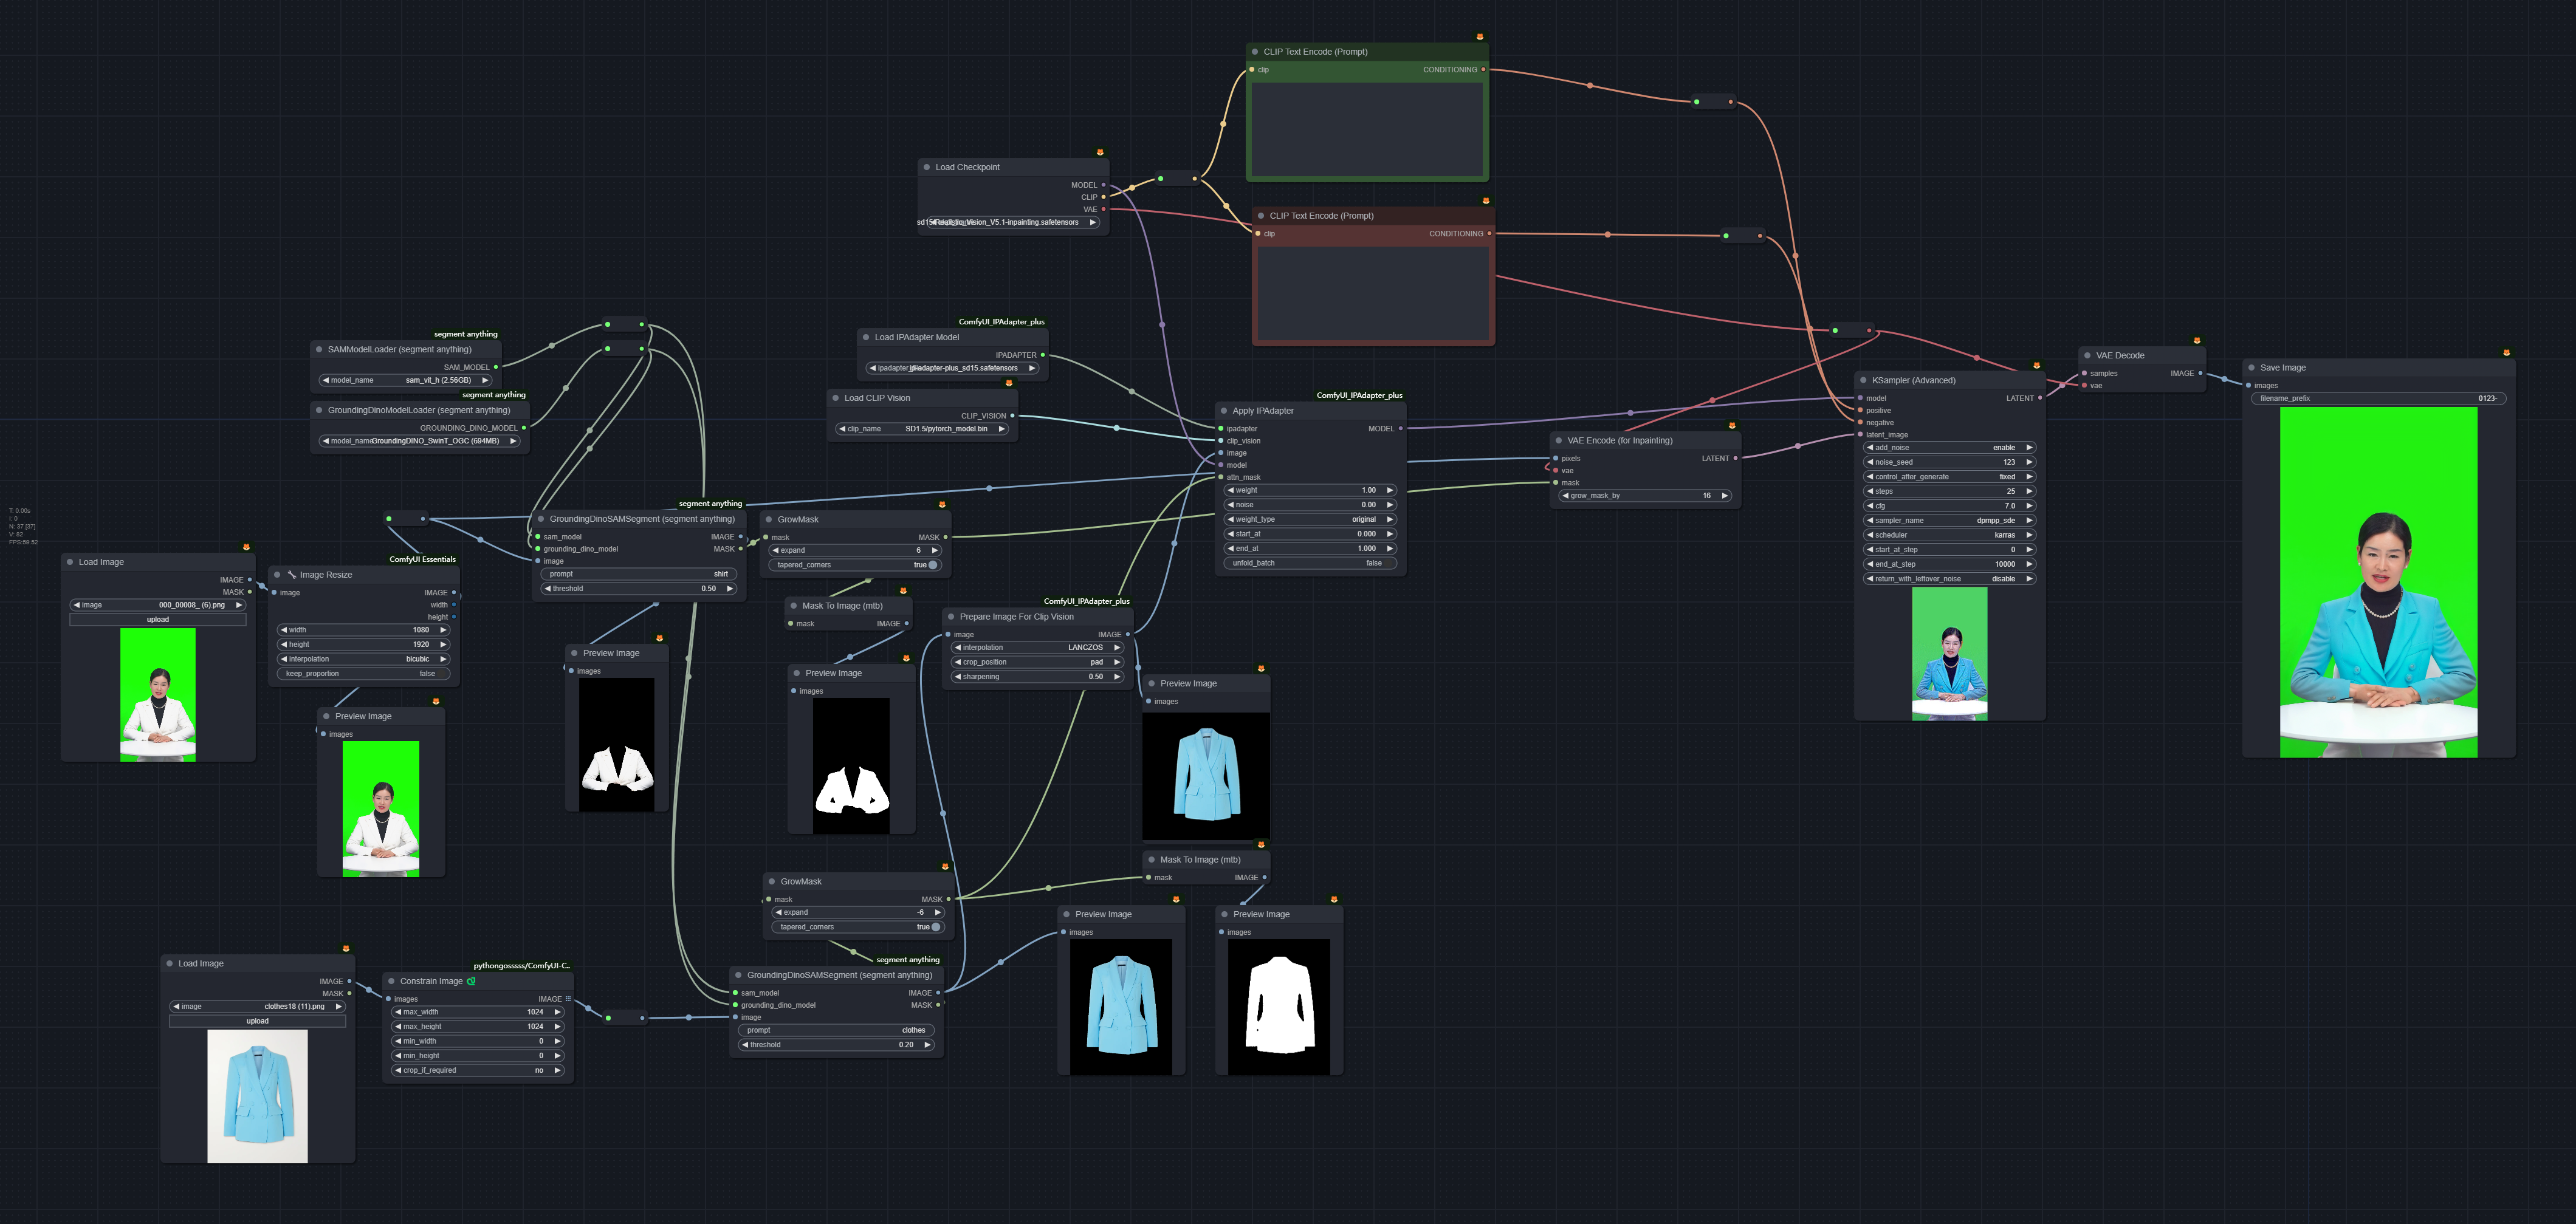 CLIP Text Encode (Prompt)
clip
CONDITIONING
Load Checkpoint
MODEL
CLIP
VAE
CLIP Text Encode (Prompt)
clip
CONDITIONING
segment anything
SAMModelLoader (segment anything)
SAM_MODEL
model_name sam_vit_h (2.56GB)
segment anything
GroundingDinoModelLoader (segment anything)
GROUNDING_DINO_MODEL
model_name GroundingDINO_SwinT_OGC (694MB)
ComfyUI_IPAdapter_plus
Load IPAdapter Model
IPADAPTER
Load CLIP Vision
CLIP_VISION
clip_name SD1.5/pytorch_model.bin
ComfyUI_IPAdapter_plus
Apply IPAdapter
ipadapter MODEL
clip_vision
image
model
attn_mask
weight 1.00
noise 0.00
weight_type original
start_at 0.000
end_at 1.000
unfold_batch false
VAE Encode (for Inpainting)
pixels LATENT
vae
mask
grow_mask_by 16
KSampler (Advanced)
model LATENT
positive
negative
latent_image
add_noise enable
noise_seed 123
control_after_generate fixed
steps 25
cfg 7.0
sampler_name dpmpp_sde
scheduler karras
start_at_step 0
end_at_step 10000
return_with_leftover_noise disable
VAE Decode
samples IMAGE
vae
Save Image
images
filename_prefix 0123-
T: 0.00s
I: 0
N: 37 [37]
V: 82
Load Image
IMAGE
MASK
image 000_00008_ (6).png
upload
ComfyUI Essentials
Image Resize
image IMAGE
width
height
width 1080
height 1920
interpolation bicubic
keep_proportion false
Preview Image
images
segment anything
GroundingDinoSAMSegment (segment anything)
sam_model IMAGE
grounding_dino_model MASK
image
prompt shirt
threshold 0.50
GrowMask
mask MASK
expand 6
tapered_corners true
Mask To Image (mtb)
mask IMAGE
Preview Image
images
Preview Image
images
ComfyUI_IPAdapter_plus
Prepare Image For Clip Vision
image IMAGE
interpolation LANCZOS
crop_position pad
sharpening 0.50
Preview Image
images
Mask To Image (mtb)
mask IMAGE
GrowMask
mask MASK
expand -6
tapered_corners true
Preview Image
images
Preview Image
images
Load Image
IMAGE
MASK
image clothes18 (11).png
upload
pythongosssss/ComfyUI-C..
Constrain Image
images IMAGE
max_width 1024
max_height 1024
min_width 0
min_height 0
crop_if_required no
segment anything
GroundingDinoSAMSegment (segment anything)
sam_model IMAGE
grounding_dino_model MASK
image
prompt clothes
threshold 0.20